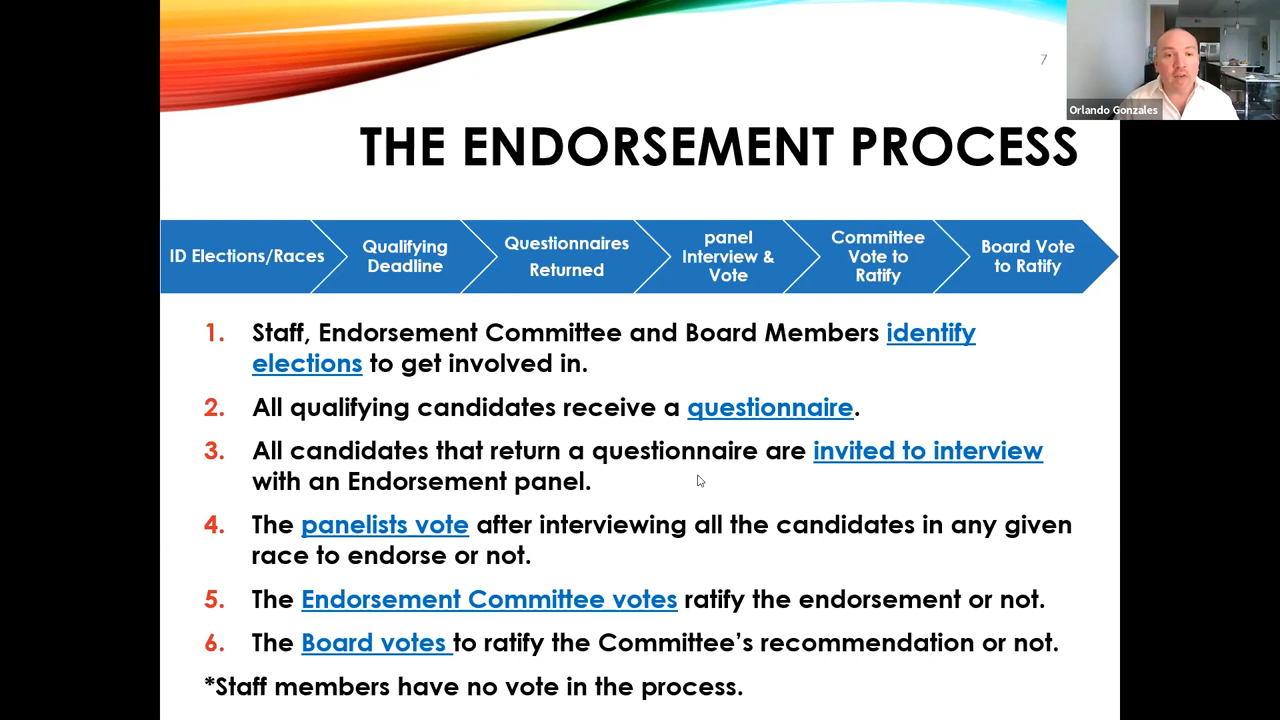 7
Orlando Gonzales
THE ENDORSEMENT PROCESS
ID Elections/Races
Qualifying
Deadline
Questionnaires
Returned
panel
Interview &
Vote
Committee
Vote to
Ratify
Board Vote
to Ratify
1. Staff, Endorsement Committee and Board Members identify
elections to get involved in.
2. All qualifying candidates receive a questionnaire.
3. All candidates that return a questionnaire are invited to interview
with an Endorsement panel.
4. The panelists vote after interviewing all the candidates in any given
race to endorse or not.
5. The Endorsement Committee votes ratify the endorsement or not.
6. The Board votes to ratify the Committee's recommendation or not.
*Staff members have no vote in the process.